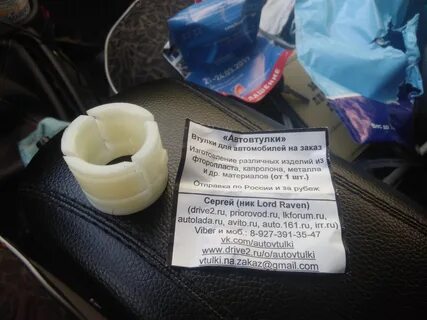 «Автовтулки»
Втулки для автомобилей на заказ
Изготовление различных изделий из
фторопласта, капролона, металла
и др. материалов (от 1 шт.)
Отправка по России и за рубеж
Сергей (ник Lord Raven)
(drive2.ru, priorovod.ru, lkforum.ru,
autolada.ru, avito.ru, auto.161.ru, irr.ru)
Viber и моб.: 8-927-391-35-47
vk.com/autovtulki
www.drive2.ru/o/autovtulki
vtulki.na.zakaz@gmail.com